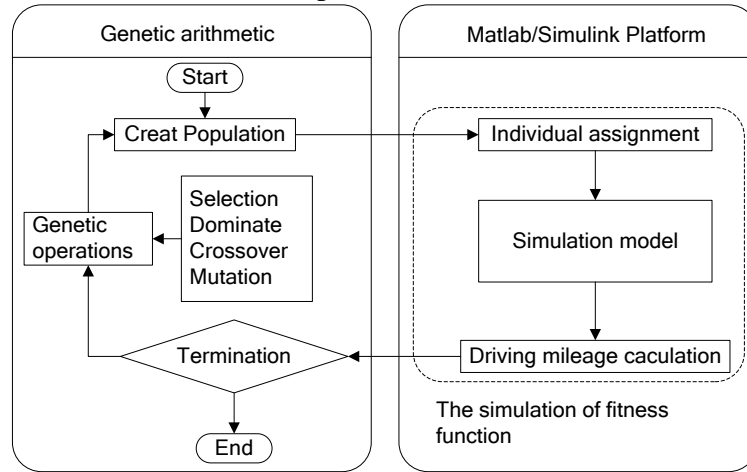 Genetic arithmetic
Start
Creat Population
Selection
Dominate
Crossover
Mutation
Genetic
operations
Termination
End
Matlab/Simulink Platform
Individual assignment
Simulation model
Driving mileage caculation
The simulation of fitness
function